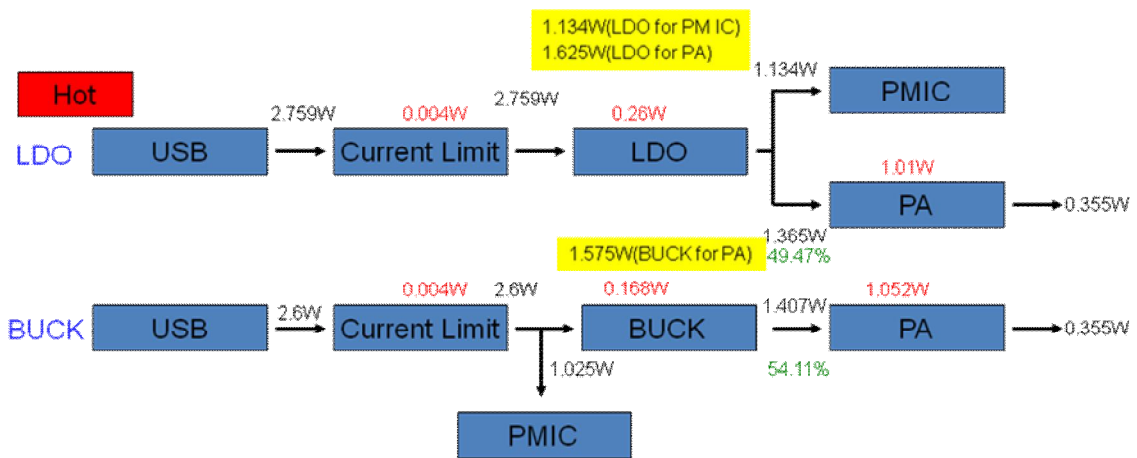 1.134W(LDO for PM IC)
1.625W(LDO for PA)
Hot
1.134W
PMIC
2.759W
0.004W
2.759W
0.26W
LDO
USB
Current Limit
LDO
1.01W
PA
0.355W
1.365W
49.47%
1.575W(BUCK for PA)
BUCK
USB
2.6W
0.004W
Current Limit
2.6W
0.168W
BUCK
1.407W
54.11%
1.052W
PA
0.355W
1.025W
PMIC